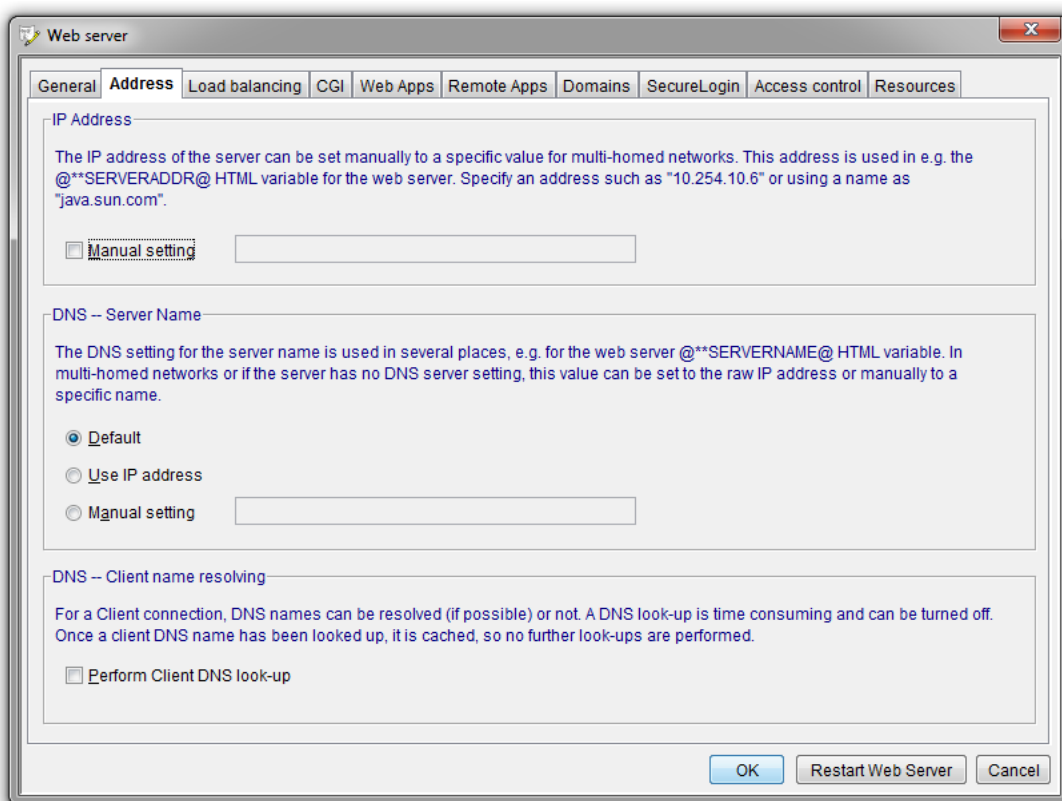 Web server
General Address Load balancing CGI Web Apps Remote Apps Domains SecureLogin Access control Resources
IP Address
The IP address of the server can be set manually to a specific value for multi-homed networks. This address is used in e.g. the
@**SERVERADDR@ HTML variable for the web server. Specify an address such as "10.254.10.6" or using a name as
"java.sun.com".
Manual setting
DNS -- Server Name
The DNS setting for the server name is used in several places, e.g. for the web server @**SERVERNAME@ HTML variable. In
multi-homed networks or if the server has no DNS server setting, this value can be set to the raw IP address or manually to a
specific name.
Default
Use IP address
Manual setting
DNS -- Client name resolving
For a Client connection, DNS names can be resolved (if possible) or not. A DNS look-up is time consuming and can be turned off.
Once a client DNS name has been looked up, it is cached, so no further look-ups are performed.
Perform Client DNS look-up
OK Restart Web Server Cancel